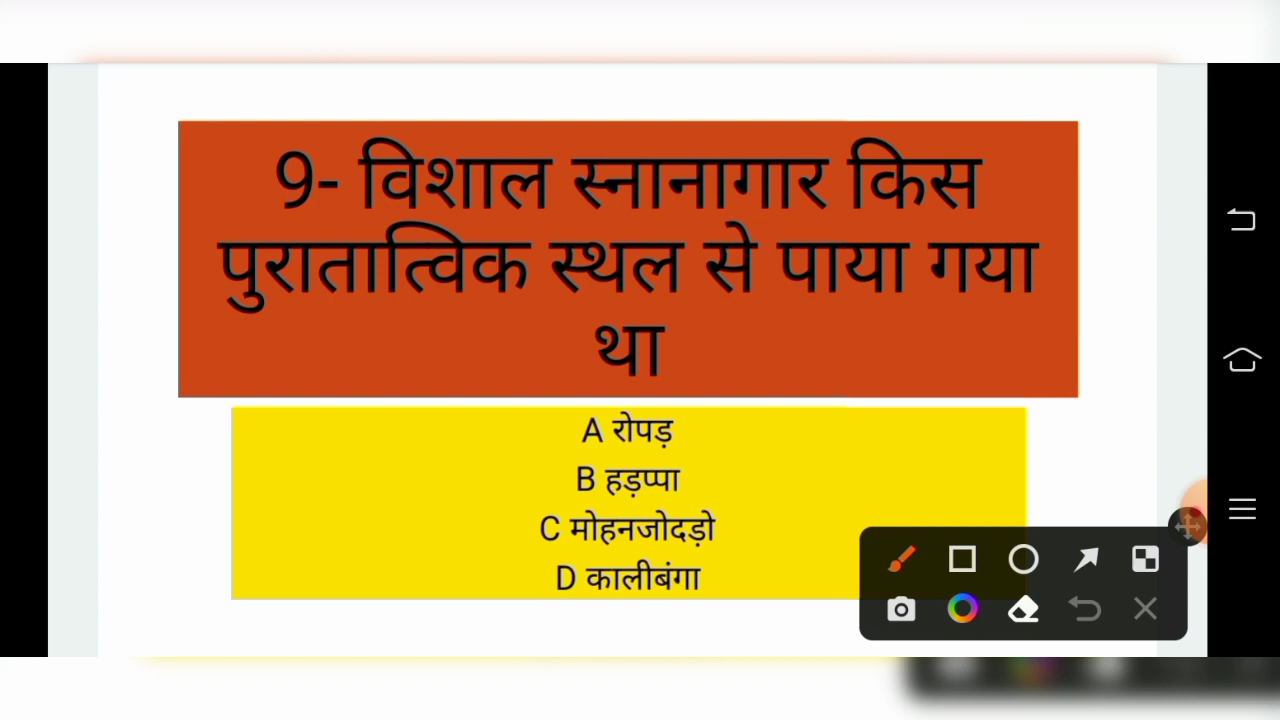 9- विशाल स्नानागार किस
पुरातात्विक स्थल से पाया गया
था
A रोपड़
B हड़प्पा
C मोहनजोदड़ो
D कालीबंगा